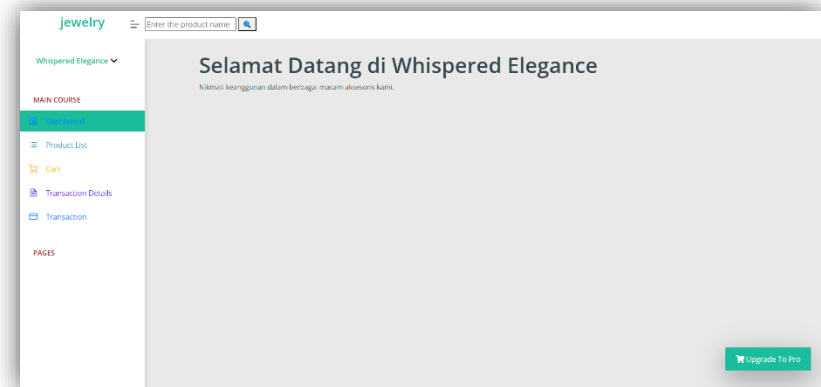 jewelry
Enter the product name
Whispered Elegance
Selamat Datang di Whispered Elegance
Nikmati keanggunan dalam berbagai macam aksesoris kami.
MAIN COURSE
Dashboard
Product List
Cart
Transaction Details
Transaction
PAGES
Upgrade To Pro